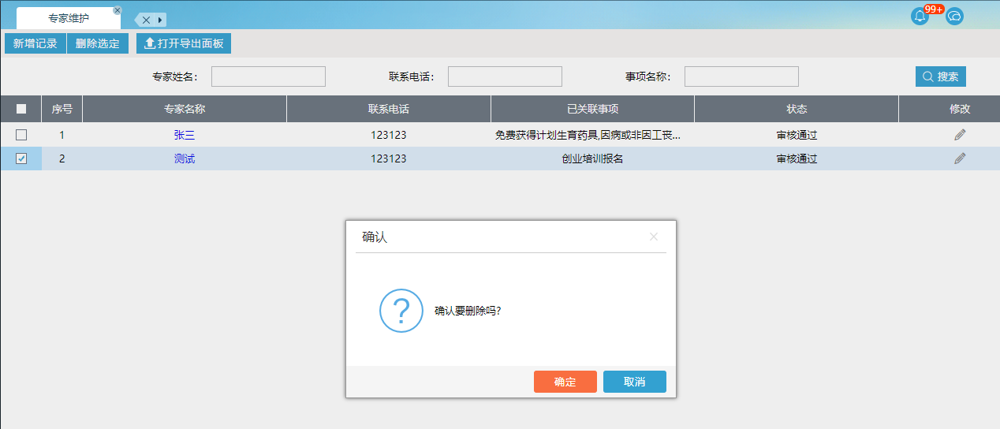 专家维护
99+
新增记录 删除选定 打开导出面板
专家姓名： 联系电话： 事项名称： 搜索
序号 专家名称 联系电话 已关联事项 状态 修改
1 张三 123123 免费获得计划生育药具,因病或非因工丧... 审核通过
2 测试 123123 创业培训报名 审核通过
确认
确认要删除吗?
确定 取消